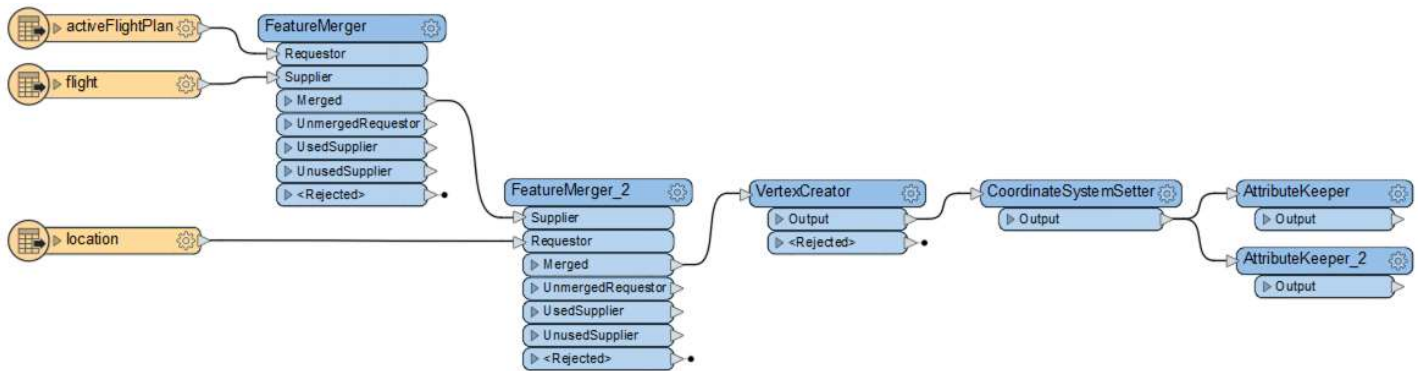 activeFlightPlan
flight
location
FeatureMerger
Requestor
Supplier
Merged
UnmergedRequestor
UsedSupplier
UnusedSupplier
<Rejected>
FeatureMerger_2
Supplier
Requestor
Merged
UnmergedRequestor
UsedSupplier
UnusedSupplier
<Rejected>
VertexCreator
Output
<Rejected>
CoordinateSystemSetter
Output
AttributeKeeper
Output
AttributeKeeper_2
Output